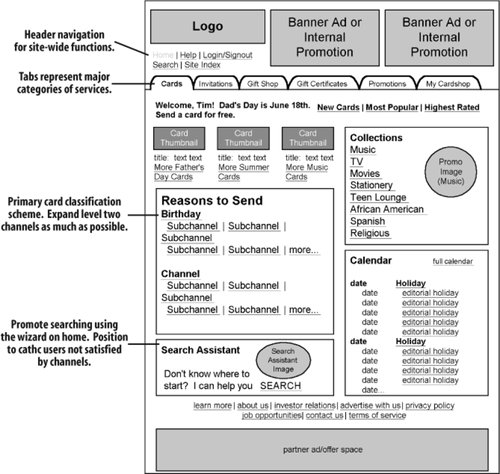 Header navigation
for site-wide functions.
Tabs represent major
categories of services.
Primary card classification
scheme. Expand level two
channels as much as possible.
Promote searching using
the wizard on home. Position
to cathc users not satisfied
by channels.
Logo
Banner Ad or
Internal
Promotion
Banner Ad or
Internal
Promotion
Home | Help | Login/Signout
Search | Site Index
Cards
Invitations
Gift Shop
Gift Certificates
Promotions
My Cardshop
Welcome, Tim! Dad's Day is June 18th.
Send a card for free.
New Cards | Most Popular | Highest Rated
Card
Thumbnail
title: text text
More Father's
Day Cards
Card
Thumbnail
title: text text
More Summer
Cards
Card
Thumbnail
title: text text
More Music
Cards
Collections
Music
TV
Movies
Stationery
Teen Lounge
African American
Spanish
Religious
Promo
Image
(Music)
Reasons to Send
Birthday
Subchannel | Subchannel |
Subchannel
Subchannel | Subchannel | more...
Channel
Subchannel | Subchannel |
Subchannel
Subchannel | Subchannel | more...
Calendar
full calendar
date Holiday
date editorial holiday
date editorial holiday
date editorial holiday
date editorial holiday
date Holiday
date editorial holiday
date editorial holiday
date editorial holiday
date editorial holiday
date...
Search Assistant
Search
Assistant
Image
Don't know where to
start? I can help you SEARCH
learn more | about us | investor relations | advertise with us | privacy policy
job opportunities | contact us | terms of service
partner ad/offer space